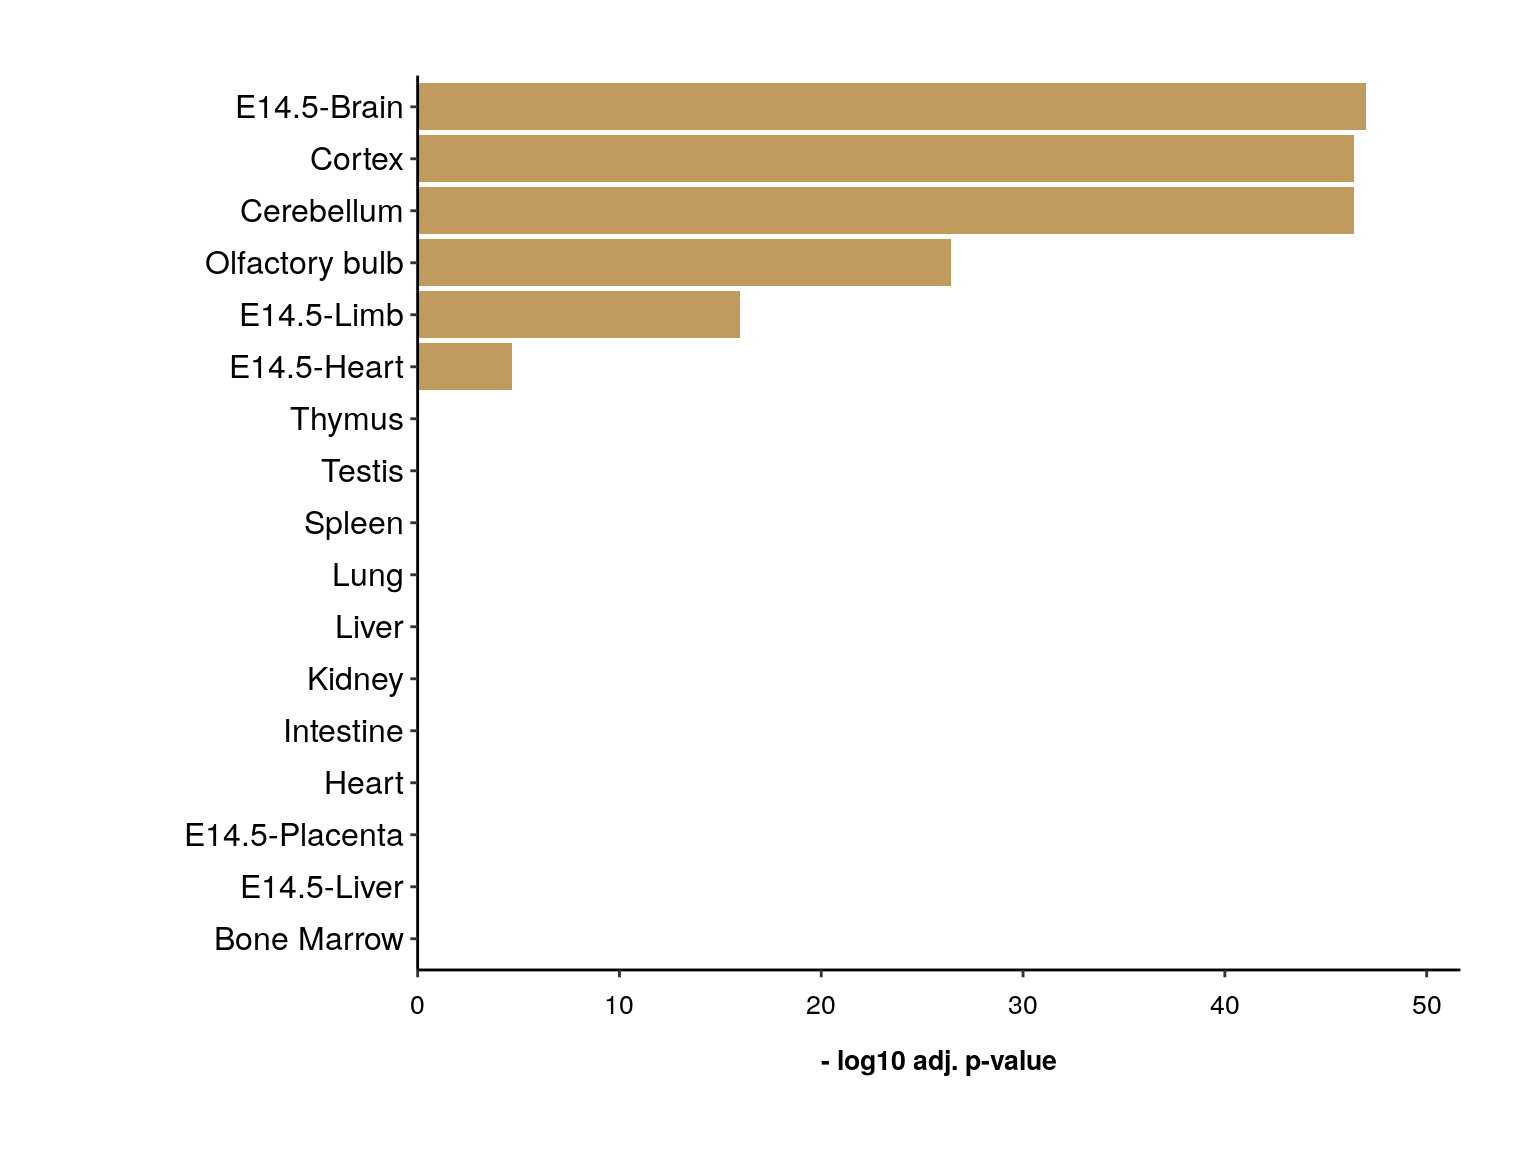 E14.5-Brain
Cortex
Cerebellum
Olfactory bulb
E14.5-Limb
E14.5-Heart
Thymus
Testis
Spleen
Lung
Liver
Kidney
Intestine
Heart
E14.5-Placenta
E14.5-Liver
Bone Marrow
0 10 20 30 40 50
- log10 adj. p-value